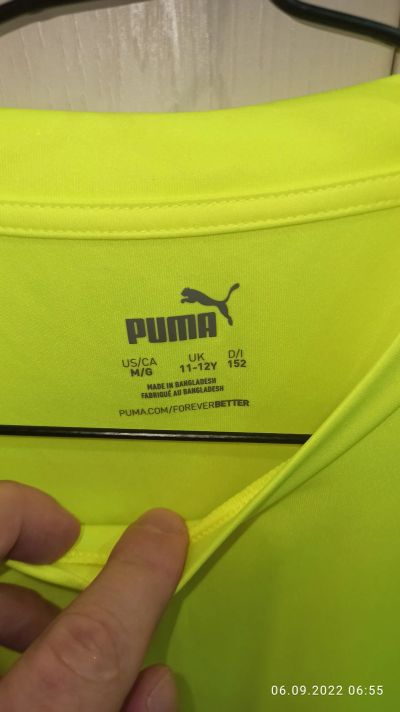 PUMA
US/CA UK D/I
M/G 11-12Y 152
MADE IN BANGLADESH
FABRIQUÉ AU BANGLADESH
PUMA.COM/FOREVERBETTER
06.09.2022 06:55